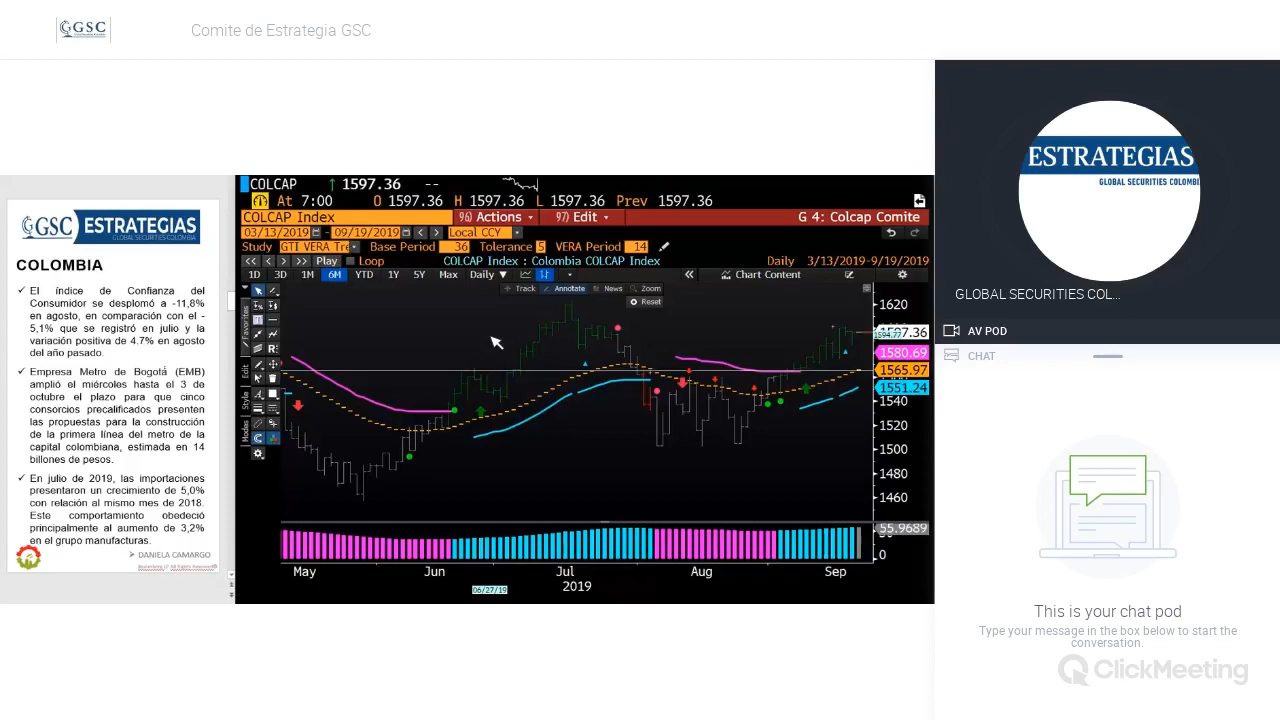 GSC
Comite de Estrategia GSC
GSC ESTRATEGIAS
GLOBAL SECURITIES COLOMBIA
COLOMBIA
✓ El índice de Confianza del
Consumidor se desplomó a -11,8%
en agosto, en comparación con el -
5,1% que se registró en julio y la
variación positiva de 4.7% en agosto
del año pasado.
✓ Empresa Metro de Bogotá (EMB)
amplió el miércoles hasta el 3 de
octubre el plazo para que cinco
consorcios precalificados presenten
las propuestas para la construcción
de la primera línea del metro de la
capital colombiana, estimada en 14
billones de pesos.
✓ En julio de 2019, las importaciones
presentaron un crecimiento de 5,0%
con relación al mismo mes de 2018.
Este comportamiento obedeció
principalmente al aumento de 3,2%
en el grupo manufacturas.
➢ DANIELA CAMARGO
COLCAP ↑ 1597.36 --
At 7:00 O 1597.36 H 1597.36 L 1597.36 Prev 1597.36
COLCAP Index 96) Actions 97) Edit G 4: Colcap Comite
03/13/2019 - 09/19/2019 Local CCY
Study GTI VERA Tre Base Period 36 Tolerance 5 VERA Period 14
<< < > >> Play Loop COLCAP Index : Colombia COLCAP Index Daily 3/13/2019-9/19/2019
1D 3D 1M 6M YTD 1Y 5Y Max Daily ▼ « Chart Content
Track Annotate News Zoom
Reset
Favorites
Edit
Style
Modes
1620
1597.36
1594.77
1580.69
1565.97
1551.24
1540
1520
1500
1480
1460
55.9689
0
May Jun Jul Aug Sep
06/27/19
2019
ESTRATEGIAS
GLOBAL SECURITIES COLOMBI
GLOBAL SECURITIES COL...
AV POD
CHAT
This is your chat pod
Type your message in the box below to start the
conversation.
ClickMeeting